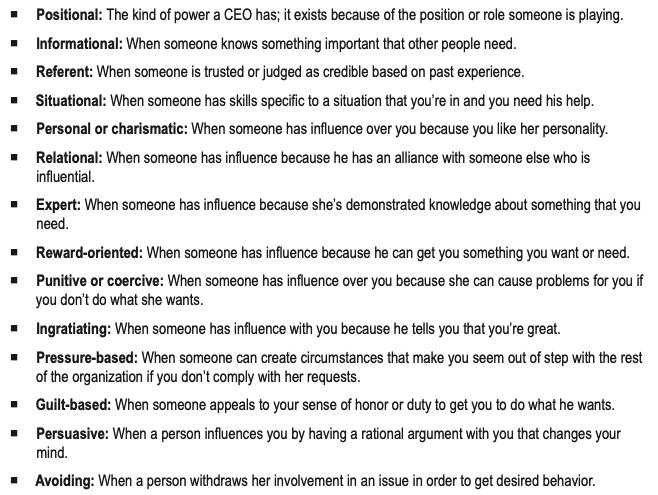 ▪ Positional: The kind of power a CEO has; it exists because of the position or role someone is playing.
▪ Informational: When someone knows something important that other people need.
▪ Referent: When someone is trusted or judged as credible based on past experience.
▪ Situational: When someone has skills specific to a situation that you're in and you need his help.
▪ Personal or charismatic: When someone has influence over you because you like her personality.
▪ Relational: When someone has influence because he has an alliance with someone else who is
influential.
▪ Expert: When someone has influence because she's demonstrated knowledge about something that you
need.
▪ Reward-oriented: When someone has influence because he can get you something you want or need.
▪ Punitive or coercive: When someone has influence over you because she can cause problems for you if
you don't do what she wants.
▪ Ingratiating: When someone has influence with you because he tells you that you're great.
▪ Pressure-based: When someone can create circumstances that make you seem out of step with the rest
of the organization if you don't comply with her requests.
▪ Guilt-based: When someone appeals to your sense of honor or duty to get you to do what he wants.
▪ Persuasive: When a person influences you by having a rational argument with you that changes your
mind.
▪ Avoiding: When a person withdraws her involvement in an issue in order to get desired behavior.